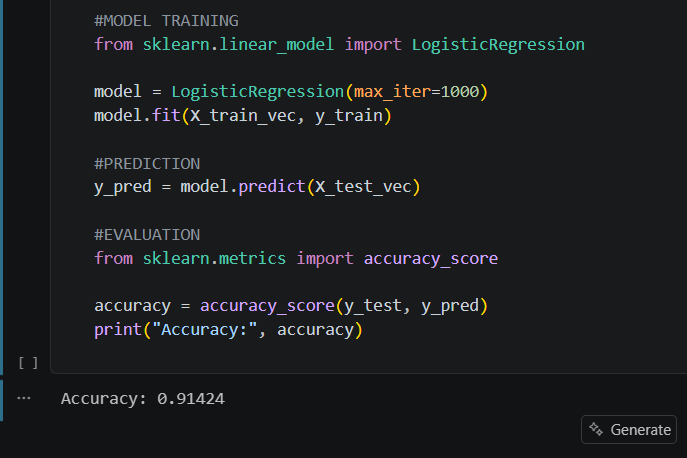 #MODEL TRAINING
from sklearn.linear_model import LogisticRegression
model = LogisticRegression(max_iter=1000)
model.fit(X_train_vec, y_train)
#PREDICTION
y_pred = model.predict(X_test_vec)
#EVALUATION
from sklearn.metrics import accuracy_score
accuracy = accuracy_score(y_test, y_pred)
print("Accuracy:", accuracy)
[ ]
... Accuracy: 0.91424
Generate